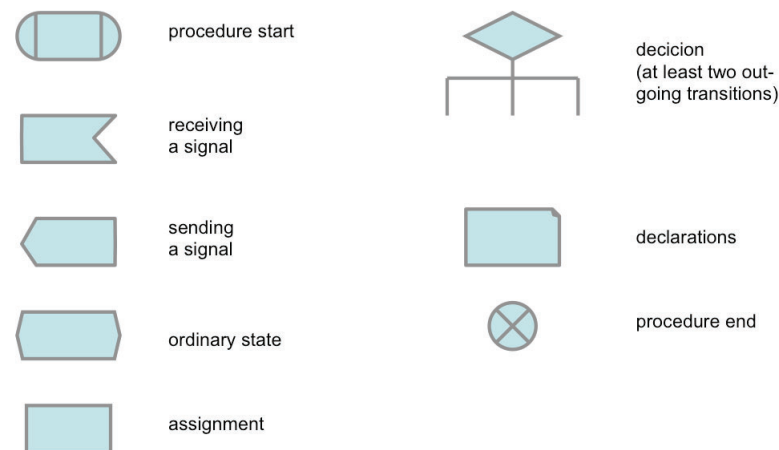 procedure start
receiving
a signal
sending
a signal
ordinary state
assignment
decicion
(at least two out-
going transitions)
declarations
procedure end